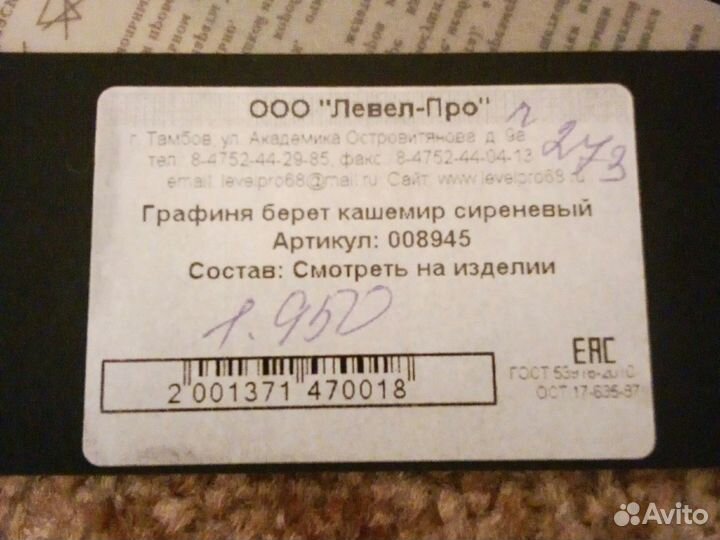 ООО "Левел-Про"
г. Тамбов, ул. Академика Островитянова д. 9а
тел.: 8-4752-44-29-85, факс.: 8-4752-44-04-13
email: levelpro68@mail.ru Сайт: www.levelpro68.ru
273
Графиня берет кашемир сиреневый
Артикул: 008945
Состав: Смотреть на изделии
1.950
2 001371 470018
EAC
ГОСТ
ОСТ 17-635-87
Avito